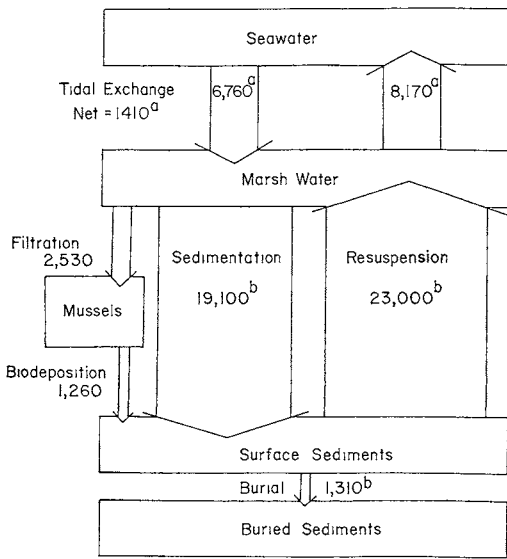 Seawater
Tidal Exchange
Net = 1410a
6,760a
8,170a
Marsh Water
Filtration
2,530
Sedimentation
19,100b
Resuspension
23,000b
Mussels
Biodeposition
1,260
Surface Sediments
Burial 1,310b
Buried Sediments